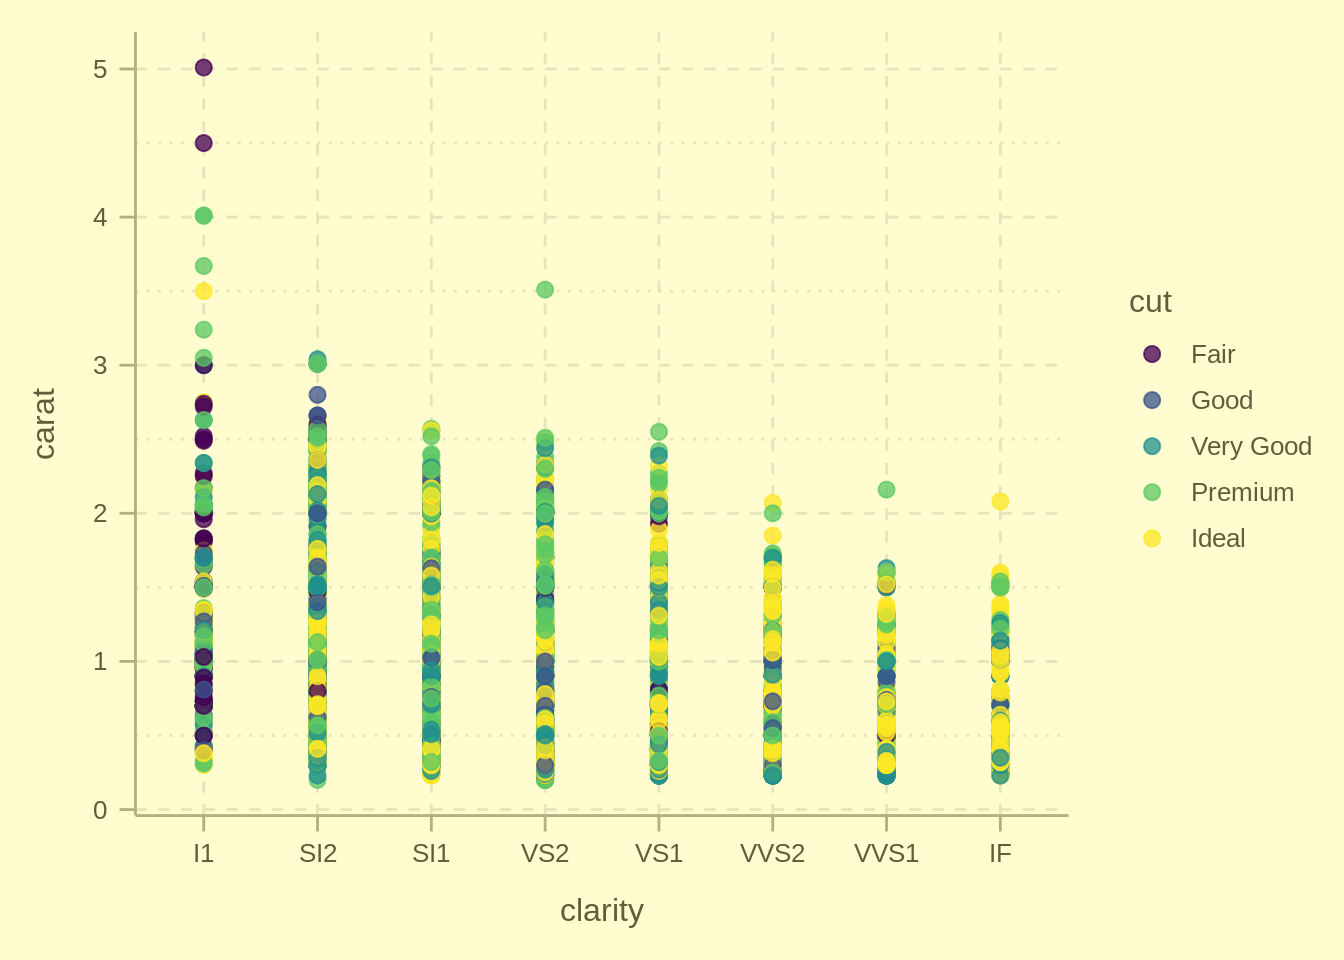 5
4
3
2
1
0
carat
I1 SI2 SI1 VS2 VS1 VVS2 VVS1 IF
clarity
cut
Fair
Good
Very Good
Premium
Ideal